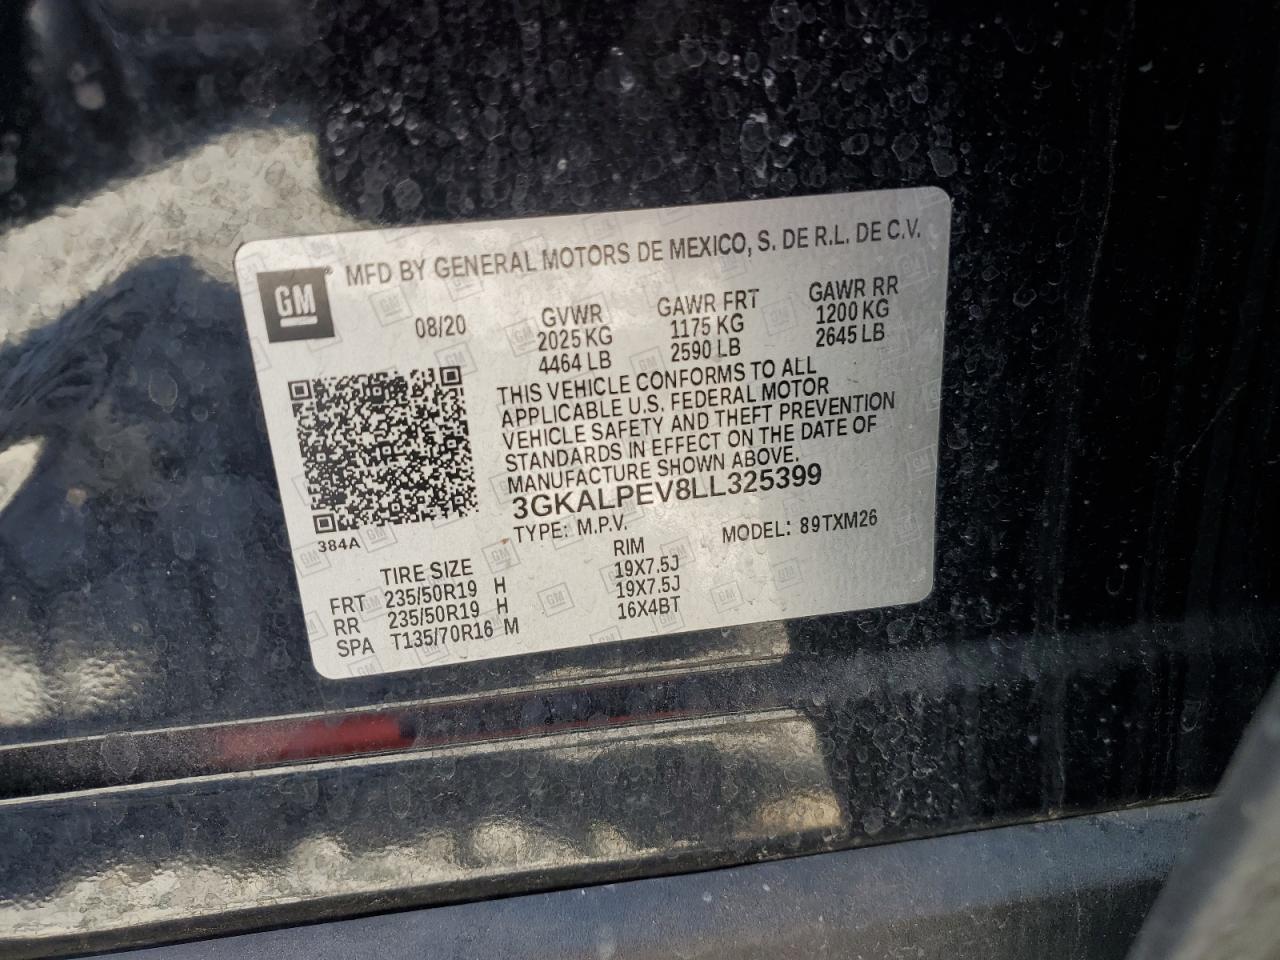 GM ® MFD BY GENERAL MOTORS DE MEXICO, S. DE R.L. DE C.V.
08/20
GVWR GAWR FRT GAWR RR
2025 KG 1175 KG 1200 KG
4464 LB 2590 LB 2645 LB
THIS VEHICLE CONFORMS TO ALL
APPLICABLE U.S. FEDERAL MOTOR
VEHICLE SAFETY AND THEFT PREVENTION
STANDARDS IN EFFECT ON THE DATE OF
MANUFACTURE SHOWN ABOVE.
3GKALPEV8LL325399
TYPE: M.P.V. MODEL: 89TXM26
384A
TIRE SIZE RIM
FRT 235/50R19 H 19X7.5J
RR 235/50R19 H 19X7.5J
SPA T135/70R16 M 16X4BT